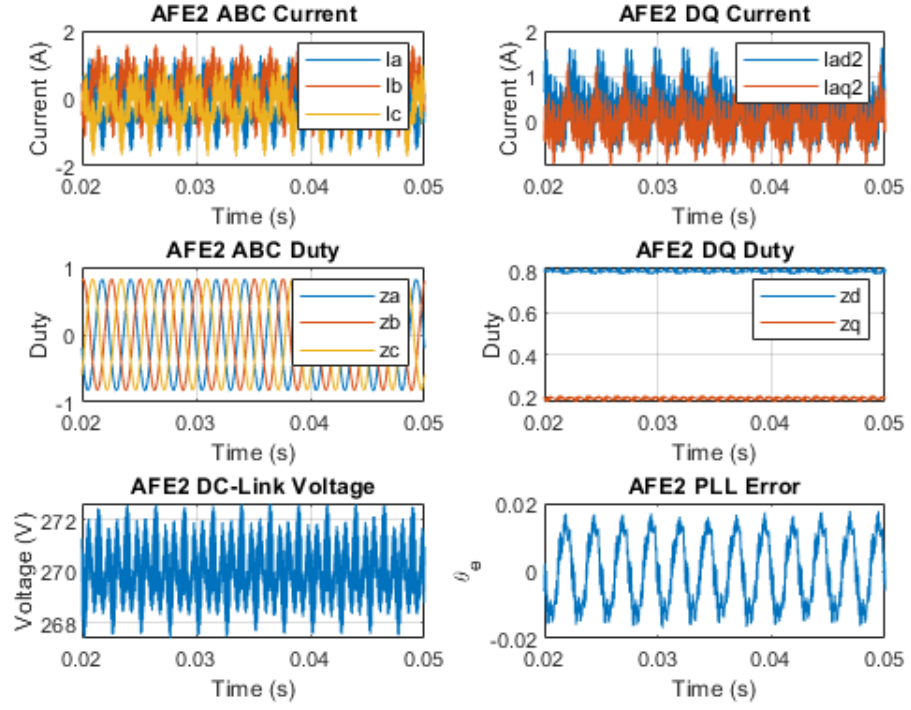 AFE2 ABC Current
2
0
-2
Current (A)
Ia
Ib
Ic
0.02
0.03
0.04
0.05
Time (s)
AFE2 DQ Current
2
1
0
Current (A)
Iad2
Iaq2
0.02
0.03
0.04
0.05
Time (s)
AFE2 ABC Duty
1
0
-1
Duty
za
zb
zc
0.02
0.03
0.04
0.05
Time (s)
AFE2 DQ Duty
0.8
0.6
0.4
0.2
Duty
zd
zq
0.02
0.03
0.04
0.05
Time (s)
AFE2 DC-Link Voltage
272
270
268
Voltage (V)
0.02
0.03
0.04
0.05
Time (s)
AFE2 PLL Error
0.02
0
-0.02
θe
0.02
0.03
0.04
0.05
Time (s)